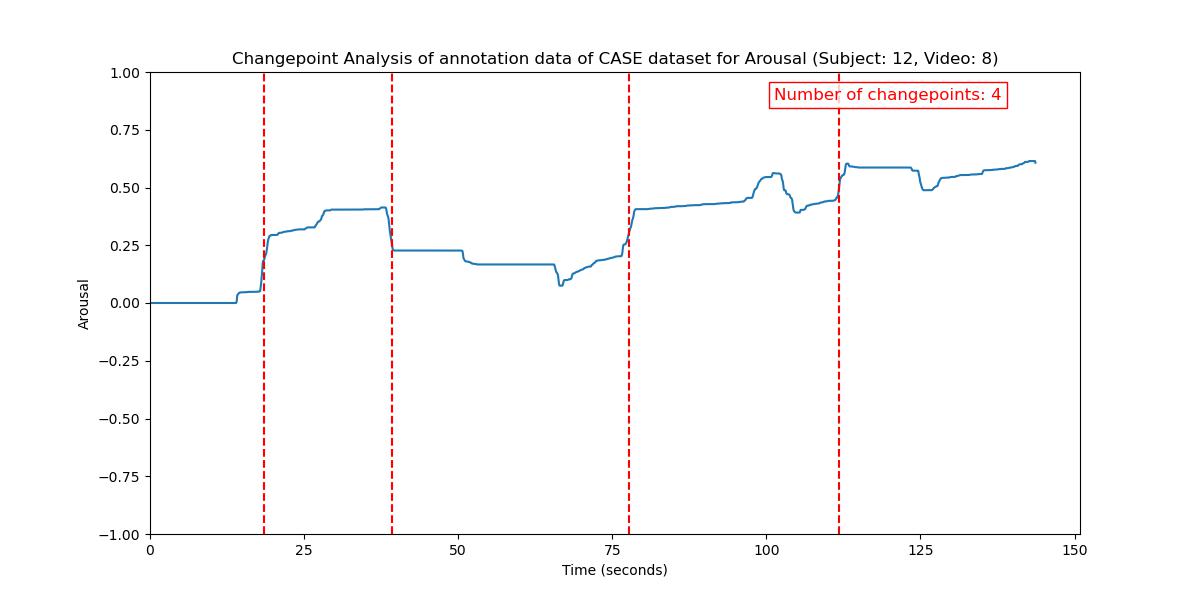 Changepoint Analysis of annotation data of CASE dataset for Arousal (Subject: 12, Video: 8)
Number of changepoints: 4
1.00
0.75
0.50
0.25
0.00
−0.25
−0.50
−0.75
−1.00
Arousal
0 25 50 75 100 125 150
Time (seconds)